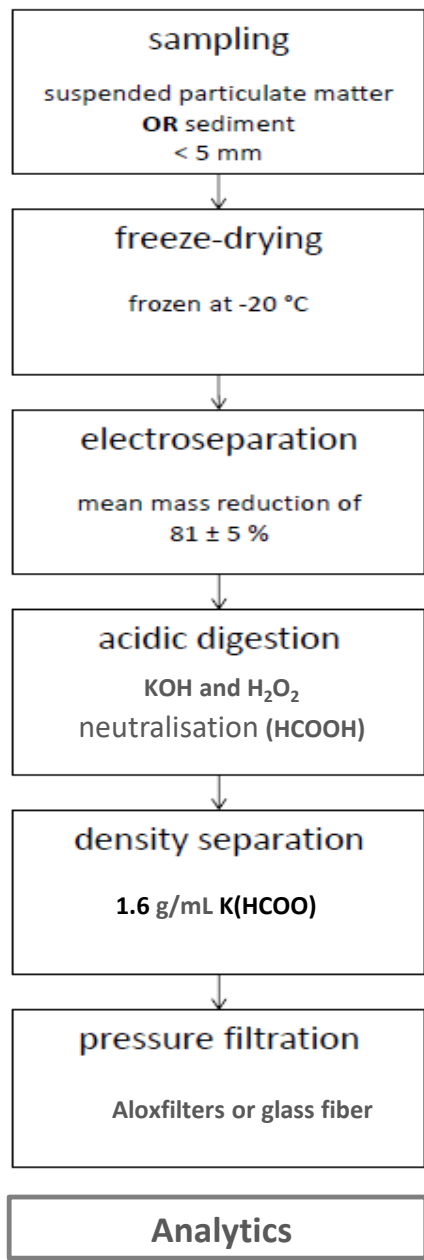 sampling
suspended particulate matter
OR sediment
< 5 mm
freeze-drying
frozen at -20 °C
electroseparation
mean mass reduction of
81 ± 5 %
acidic digestion
KOH and H₂O₂
neutralisation (HCOOH)
density separation
1.6 g/mL K(HCOO)
pressure filtration
Aloxfilters or glass fiber
Analytics